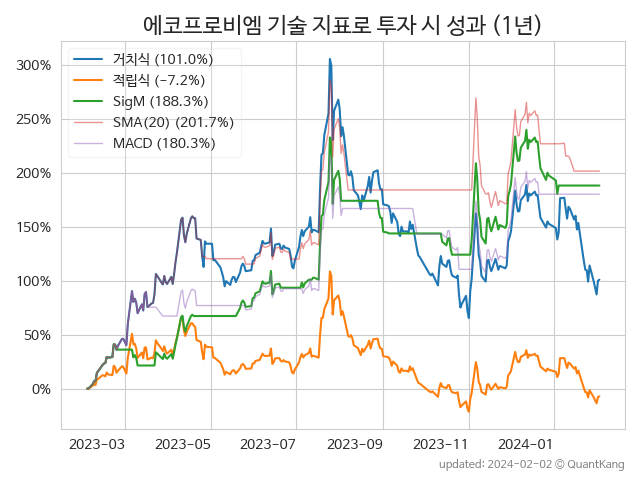 에코프로비엠 기술 지표로 투자 시 성과 (1년)
거치식 (101.0%)
적립식 (-7.2%)
SigM (188.3%)
SMA(20) (201.7%)
MACD (180.3%)
300%
250%
200%
150%
100%
50%
0%
2023-03 2023-05 2023-07 2023-09 2023-11 2024-01
updated: 2024-02-02 © QuantKang